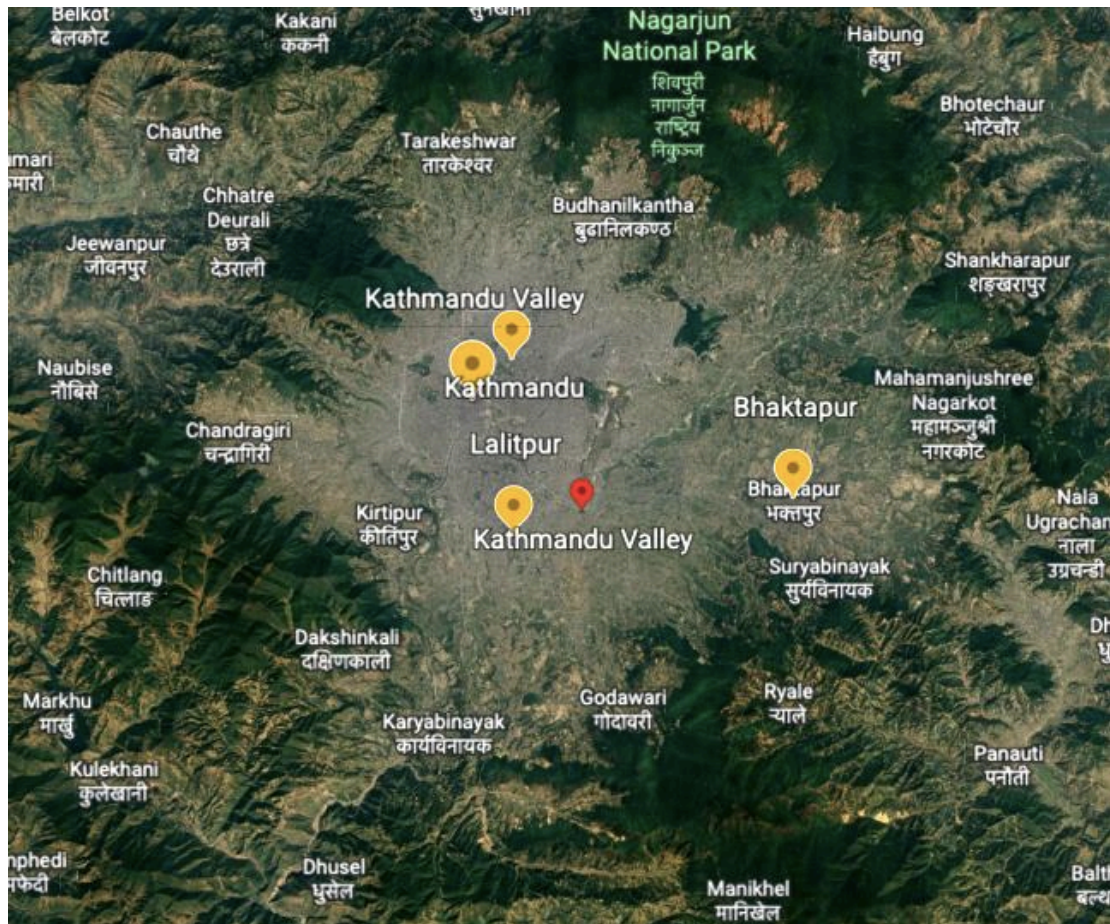 Belkot
बेलकोट
Kakani
ककनी
Nagarjun
National Park
शिवपुरी
नागार्जुन
राष्ट्रिय
निकुञ्ज
Haibung
हैबुग
Bhotechaur
भोटेचौर
Chauthe
चौथे
Tarakeshwar
तारकेश्वर
Chhatre
Deurali
छत्रे
देउराली
Budhanilkantha
बुढानिलकण्ठ
Jeewanpur
जीवनपुर
Shankharapur
शङ्खरापुर
Kathmandu Valley
Naubise
नौबिसे
Kathmandu
Mahamanjushree
Nagarkot
महामञ्जुश्री
नगरकोट
Bhaktapur
Chandragiri
चन्द्रागिरी
Lalitpur
Bhaktapur
भक्तपुर
Kirtipur
कीर्तिपुर
Kathmandu Valley
Nala
नाला
उग्रचन्डी
Chitlang
चित्लाङ
Suryabinayak
सुर्यविनायक
Dakshinkali
दक्षिणकाली
Markhu
मार्खु
Godawari
गोदावरी
Ryale
र्‍याले
Karyabinayak
कार्यविनायक
Panauti
पनौती
Kulekhani
कुलेखानी
Dhusel
धुसेल
Manikhel
मानिखेल